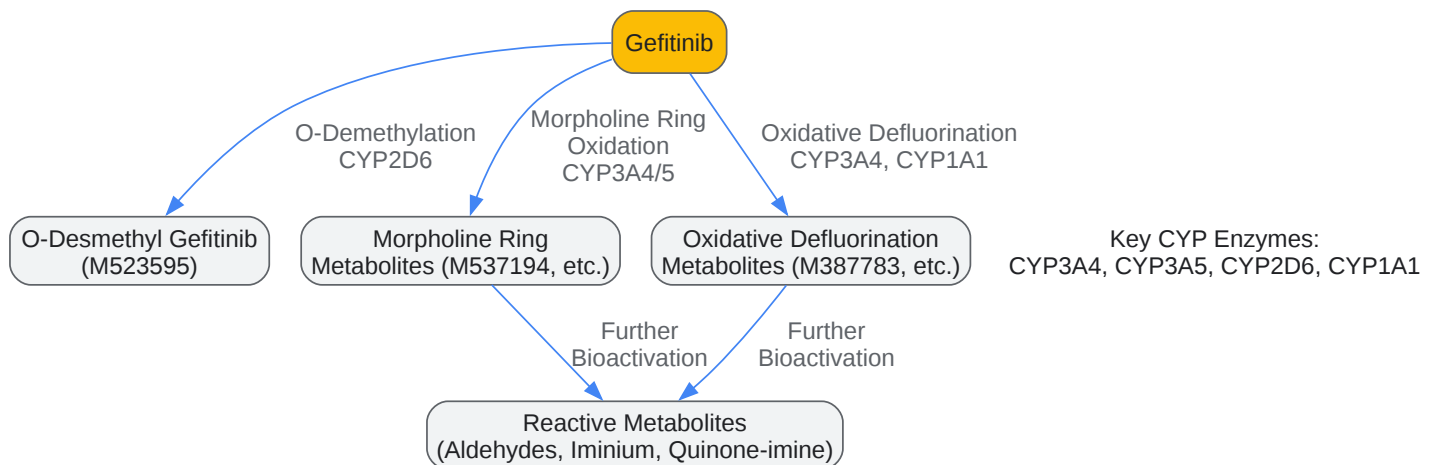 Gefitinib
O-Demethylation
CYP2D6
Morpholine Ring
Oxidation
CYP3A4/5
Oxidative Defluorination
CYP3A4, CYP1A1
O-Desmethyl Gefitinib
(M523595)
Morpholine Ring
Metabolites (M537194, etc.)
Oxidative Defluorination
Metabolites (M387783, etc.)
Key CYP Enzymes:
CYP3A4, CYP3A5, CYP2D6, CYP1A1
Further
Bioactivation
Further
Bioactivation
Reactive Metabolites
(Aldehydes, Iminium, Quinone-imine)